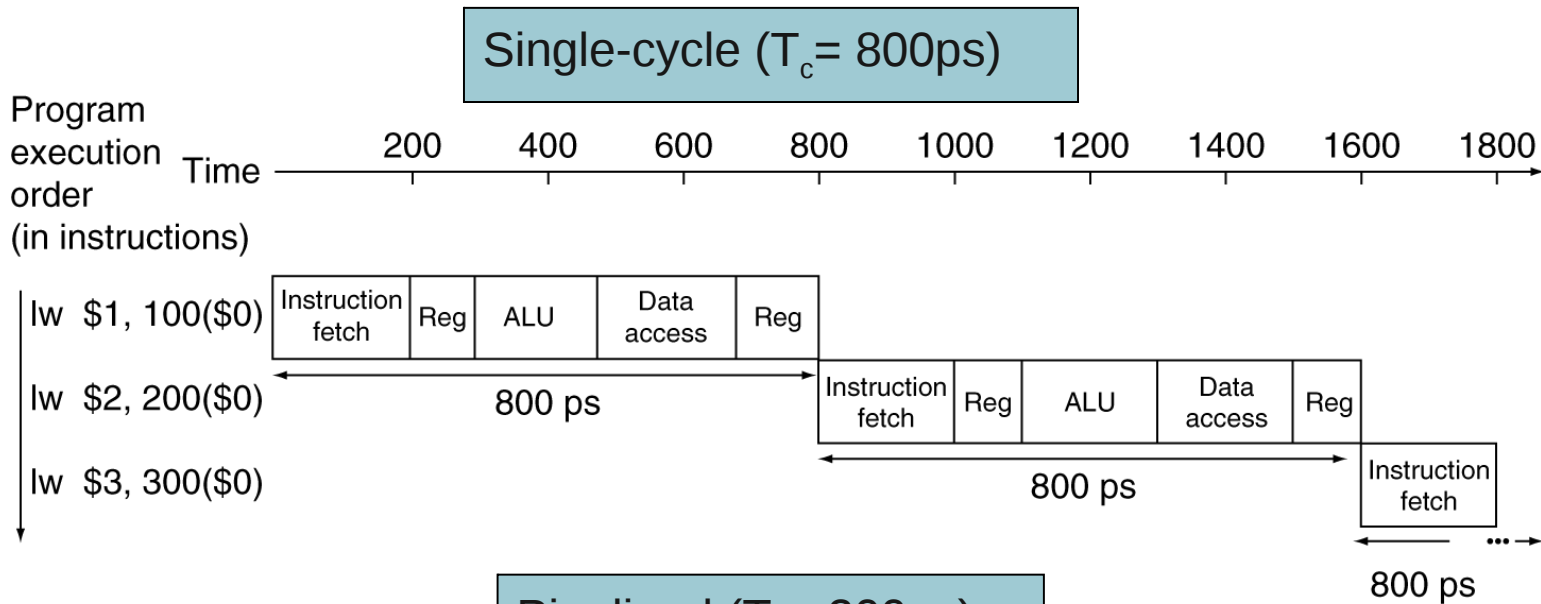 Single-cycle (Tc= 800ps)
Program
execution
order
(in instructions)
Time
200 400 600 800 1000 1200 1400 1600 1800
lw $1, 100($0)
Instruction
fetch
Reg
ALU
Data
access
Reg
800 ps
lw $2, 200($0)
Instruction
fetch
Reg
ALU
Data
access
Reg
800 ps
lw $3, 300($0)
Instruction
fetch
...
800 ps